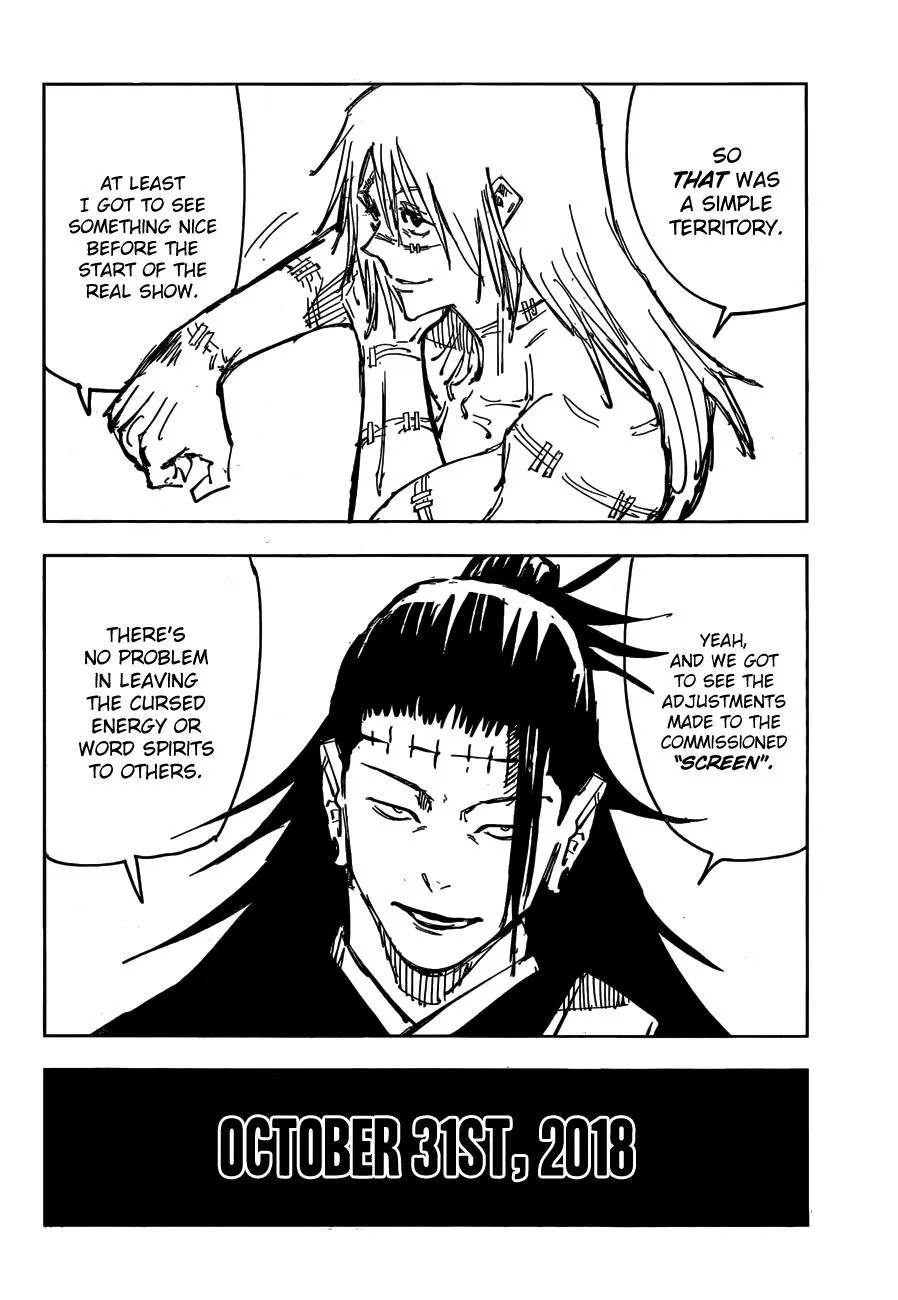 SO
THAT WAS
A SIMPLE
TERRITORY.
AT LEAST
I GOT TO SEE
SOMETHING NICE
BEFORE THE
START OF THE
REAL SHOW.
YEAH,
AND WE GOT
TO SEE THE
ADJUSTMENTS
MADE TO THE
COMMISSIONED
"SCREEN".
THERE'S
NO PROBLEM
IN LEAVING
THE CURSED
ENERGY OR
WORD SPIRITS
TO OTHERS.
OCTOBER 31ST, 2018